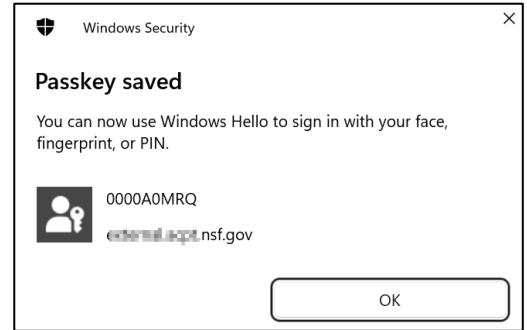 Windows Security
Passkey saved
You can now use Windows Hello to sign in with your face,
fingerprint, or PIN.
0000A0MRQ
nsf.gov
OK